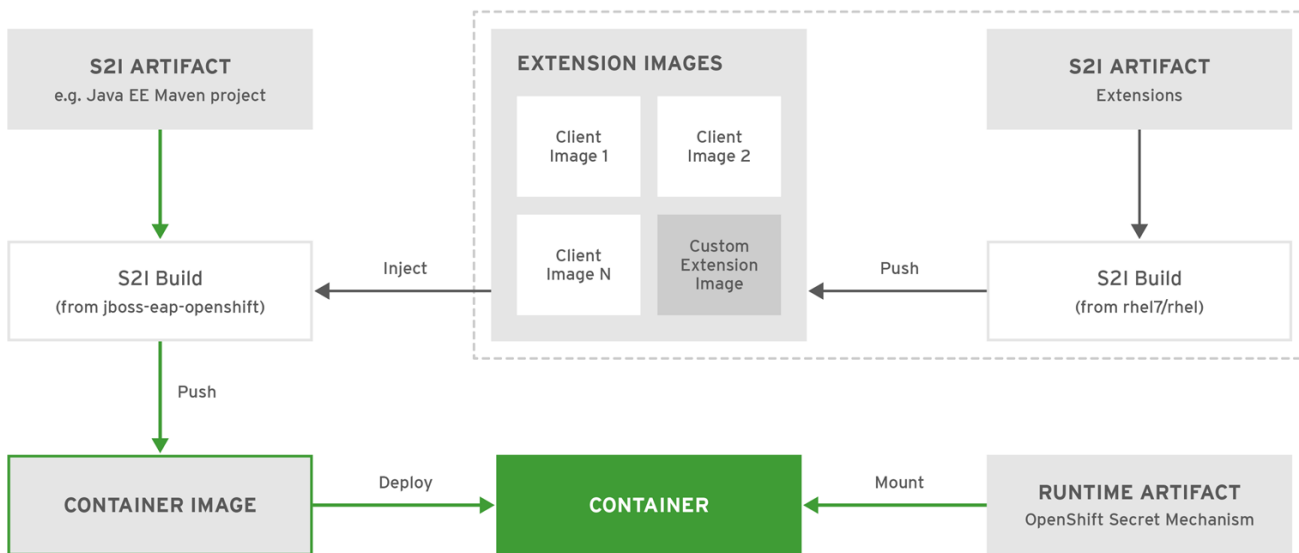 S2I ARTIFACT
e.g. Java EE Maven project
EXTENSION IMAGES
Client
Image 1
Client
Image 2
Client
Image N
Custom
Extension
Image
S2I ARTIFACT
Extensions
S2I Build
(from jboss-eap-openshift)
Inject
Push
S2I Build
(from rhel7/rhel)
Push
CONTAINER IMAGE
Deploy
CONTAINER
Mount
RUNTIME ARTIFACT
OpenShift Secret Mechanism